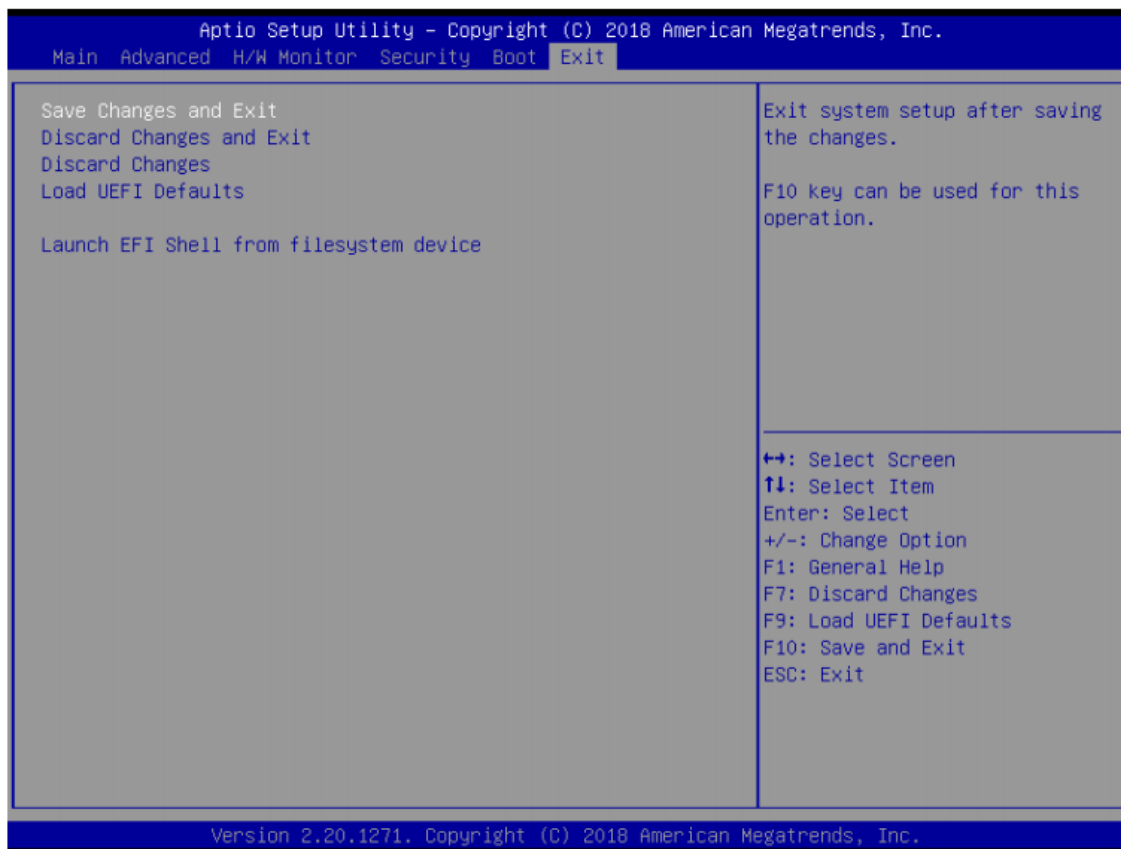 Aptio Setup Utility – Copyright (C) 2018 American Megatrends, Inc.
Main Advanced H/W Monitor Security Boot Exit
Save Changes and Exit
Discard Changes and Exit
Discard Changes
Load UEFI Defaults
Launch EFI Shell from filesystem device
Exit system setup after saving
the changes.
F10 key can be used for this
operation.
↔: Select Screen
↑↓: Select Item
Enter: Select
+/-: Change Option
F1: General Help
F7: Discard Changes
F9: Load UEFI Defaults
F10: Save and Exit
ESC: Exit
Version 2.20.1271. Copyright (C) 2018 American Megatrends, Inc.